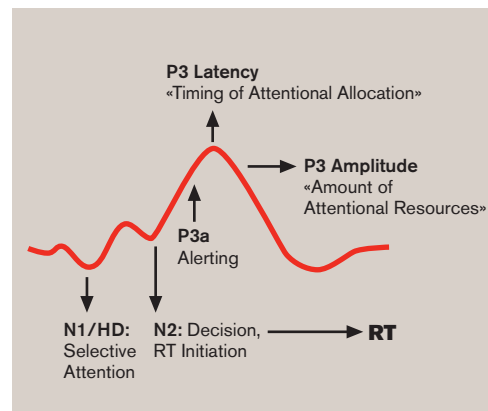 P3 Latency
«Timing of Attentional Allocation»
P3 Amplitude
«Amount of
Attentional Resources»
P3a
Alerting
N1/HD:
Selective
Attention
N2: Decision,
RT Initiation
RT